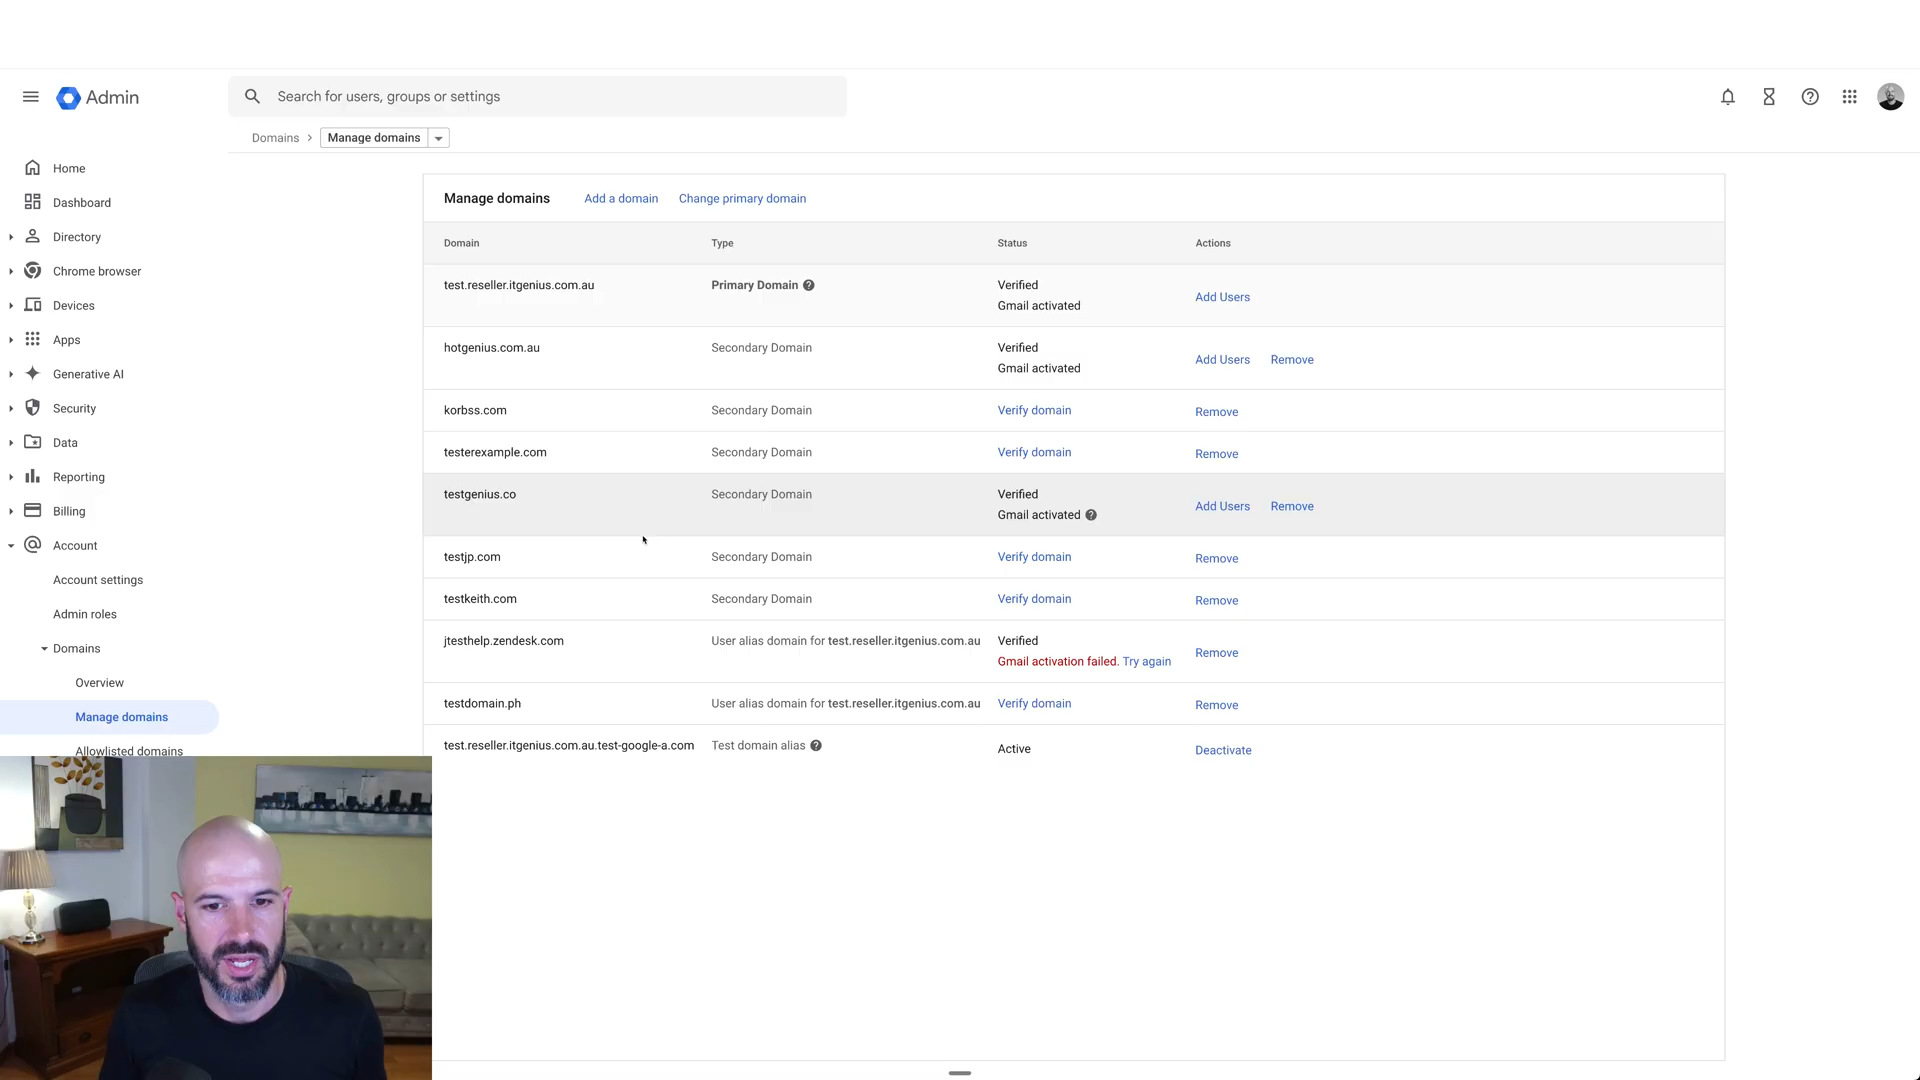 Admin
Search for users, groups or settings
Domains > Manage domains
Home
Dashboard
Directory
Chrome browser
Devices
Apps
Generative AI
Security
Data
Reporting
Billing
Account
Account settings
Admin roles
Domains
Overview
Manage domains
Allowlisted domains
Manage domains Add a domain Change primary domain
Domain Type Status Actions
test.reseller.itgenius.com.au Primary Domain Verified Add Users
Gmail activated
hotgenius.com.au Secondary Domain Verified Add Users Remove
Gmail activated
korbss.com Secondary Domain Verify domain Remove
testerexample.com Secondary Domain Verify domain Remove
testgenius.co Secondary Domain Verified Add Users Remove
Gmail activated
testjp.com Secondary Domain Verify domain Remove
testkeith.com Secondary Domain Verify domain Remove
jtesthelp.zendesk.com User alias domain for test.reseller.itgenius.com.au Verified Remove
Gmail activation failed. Try again
testdomain.ph User alias domain for test.reseller.itgenius.com.au Verify domain Remove
test.reseller.itgenius.com.au.test-google-a.com Test domain alias Active Deactivate